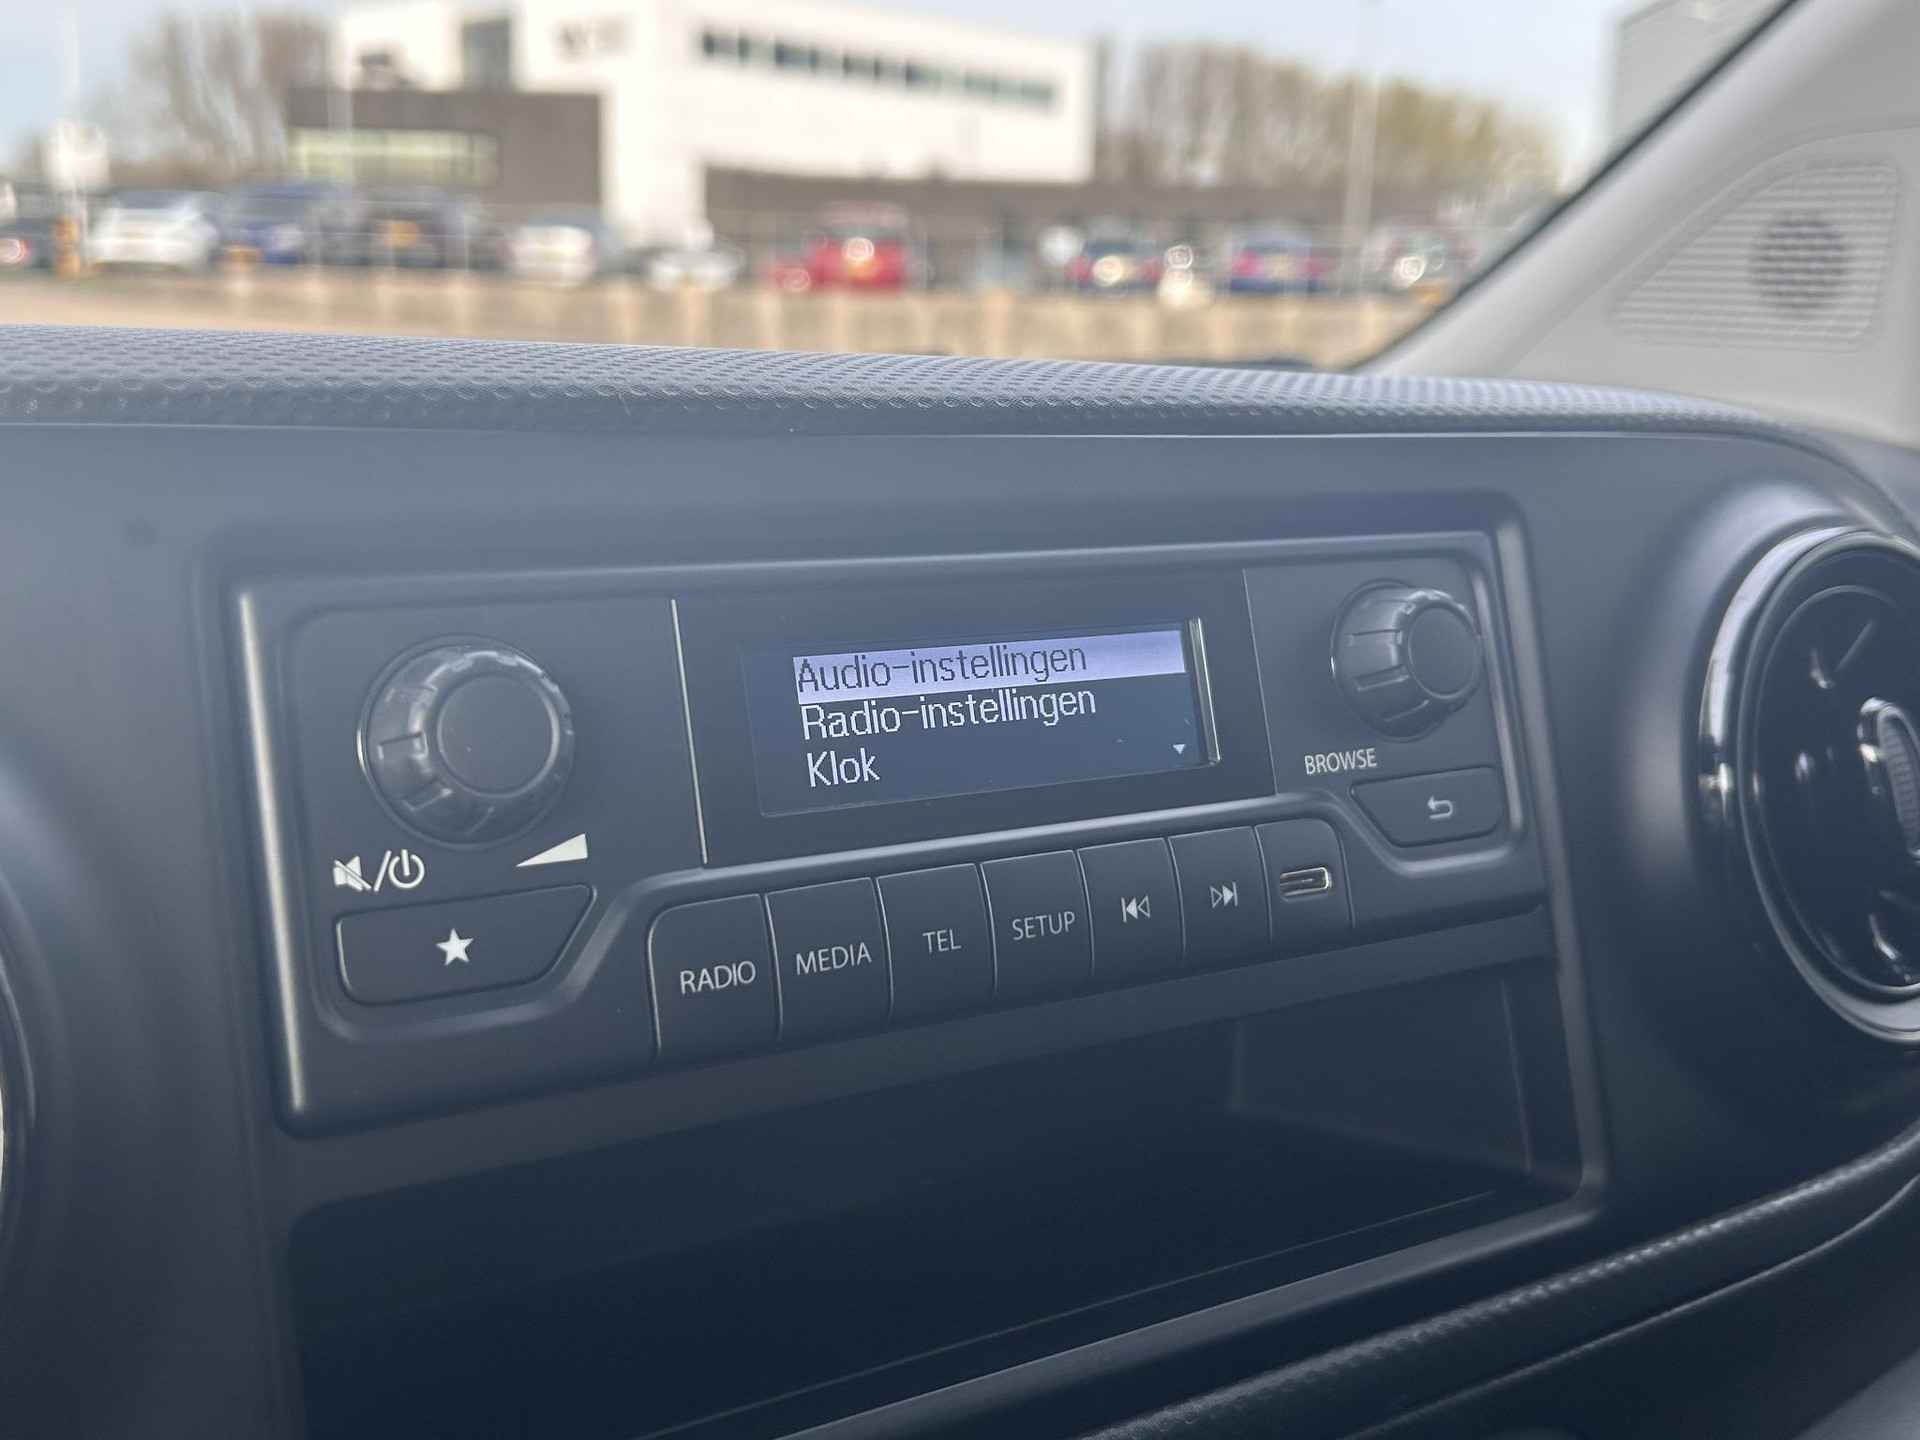 Audio-instellingen
Radio-instellingen
Klok
BROWSE
RADIO
MEDIA
TEL
SETUP